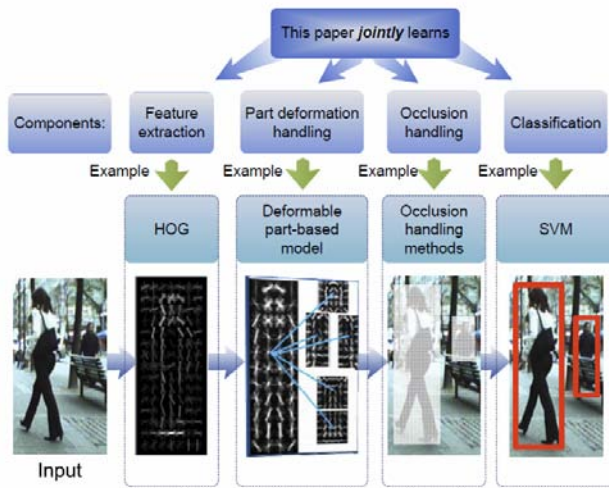 This paper jointly learns
Components:
Feature
extraction
Part deformation
handling
Occlusion
handling
Classification
Example
Example
Example
Example
HOG
Deformable
part-based
model
Occlusion
handling
methods
SVM
Input